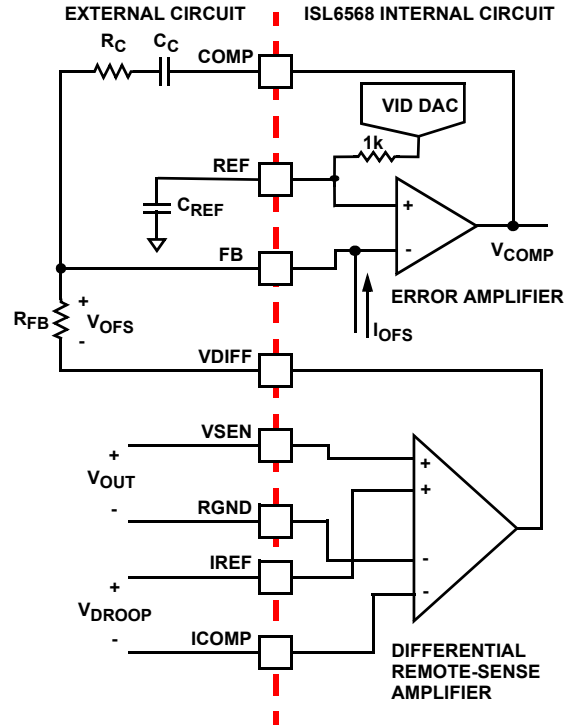 EXTERNAL CIRCUIT
ISL6568 INTERNAL CIRCUIT
RC
CC
COMP
VID DAC
1k
REF
CREF
+
-
VCOMP
FB
ERROR AMPLIFIER
IOFS
RFB
+
VOFS
-
VDIFF
VSEN
+
VOUT
-
+
+
RGND
-
IREF
+
VDROOP
-
-
ICOMP
DIFFERENTIAL
REMOTE-SENSE
AMPLIFIER